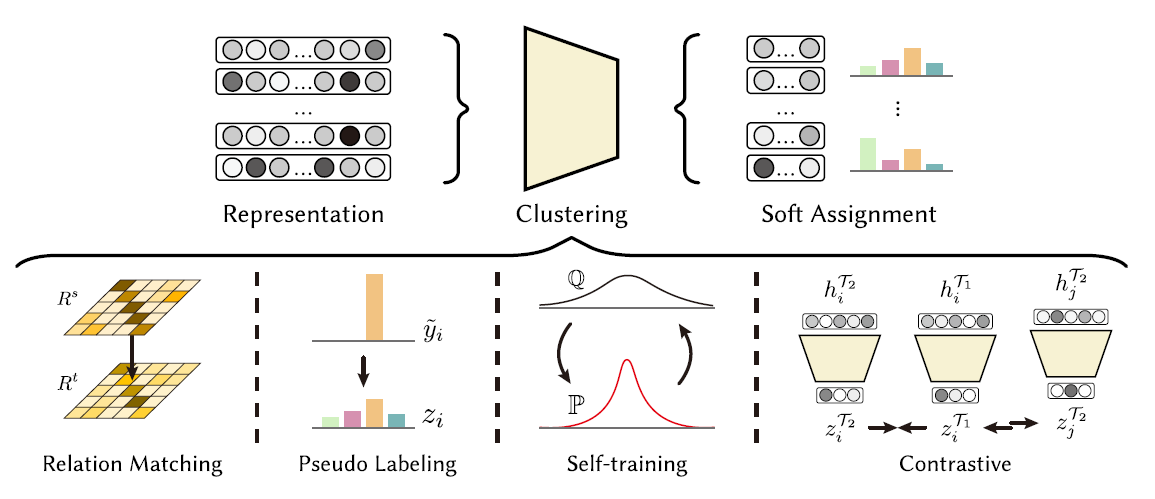 ...
...
...
...
...
...
...
...
...
⋮
Representation
Clustering
Soft Assignment
R^s
R^t
Relation Matching
ỹ_i
z_i
Pseudo Labeling
ℚ
ℙ
Self-training
h_i^{𝒯_2} h_i^{𝒯_1} h_j^{𝒯_2}
z_i^{𝒯_2} z_i^{𝒯_1} z_j^{𝒯_2}
Contrastive